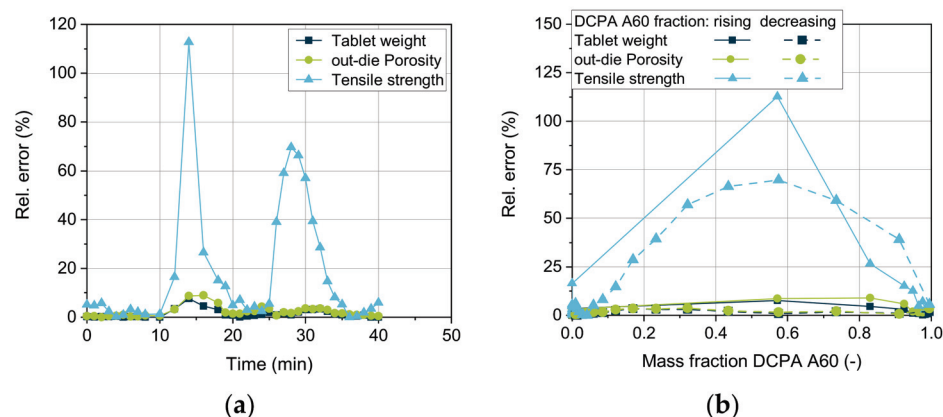 120
100
80
60
40
20
0
0 10 20 30 40 50
Rel. error (%)
Time (min)
Tablet weight
out-die Porosity
Tensile strength
(a)
150
125
100
75
50
25
0
0.0 0.2 0.4 0.6 0.8 1.0
Rel. error (%)
Mass fraction DCPA A60 (-)
DCPA A60 fraction: rising decreasing
Tablet weight
out-die Porosity
Tensile strength
(b)